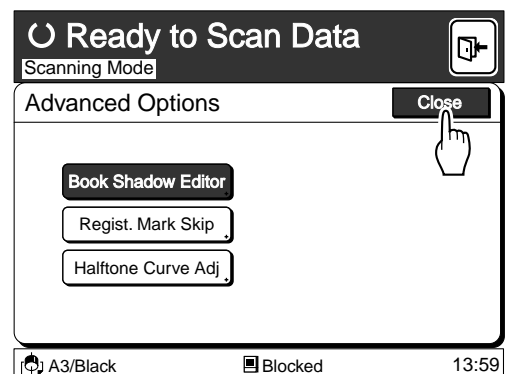 Ready to Scan Data
Scanning Mode
Advanced Options
Close
Book Shadow Editor
Regist. Mark Skip
Halftone Curve Adj
A3/Black
Blocked
13:59